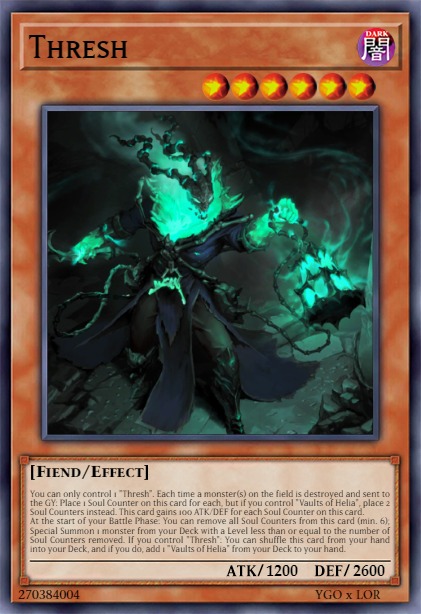 Thresh
DARK
闇
[Fiend/Effect]
You can only control 1 "Thresh". Each time a monster(s) on the field is destroyed and sent
to the GY: Place 1 Soul Counter on this card for each, but if you control "Vaults of Helia", place 2
Soul Counters instead. This card gains 100 ATK/DEF for each Soul Counter on this card.
At the start of your Battle Phase: You can remove all Soul Counters from this card (min. 6);
Special Summon 1 monster from your Deck with a Level less than or equal to the number of
Soul Counters removed. If you control "Thresh": You can shuffle this card from your hand
into your Deck, and if you do, add 1 "Vaults of Helia" from your Deck to your hand.
ATK/1200 DEF/2600
270384004 YGO x LOR